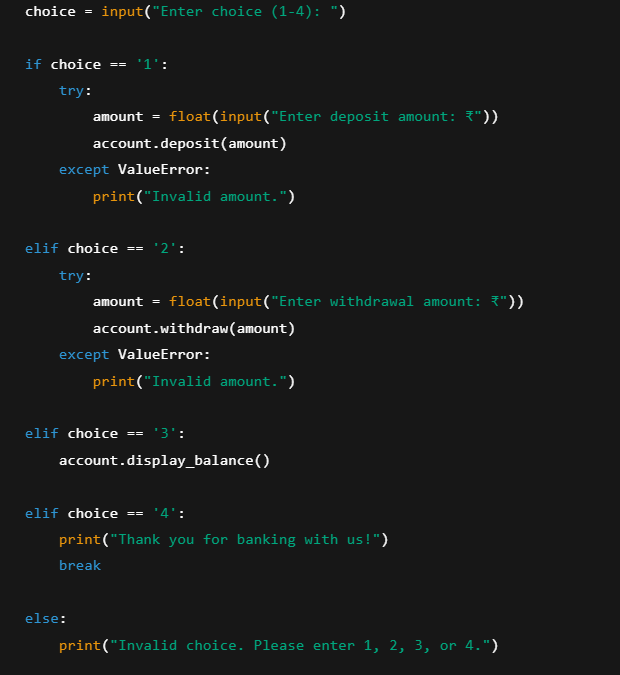 choice = input("Enter choice (1-4): ")
if choice == '1':
    try:
        amount = float(input("Enter deposit amount: ₹"))
        account.deposit(amount)
    except ValueError:
        print("Invalid amount.")
elif choice == '2':
    try:
        amount = float(input("Enter withdrawal amount: ₹"))
        account.withdraw(amount)
    except ValueError:
        print("Invalid amount.")
elif choice == '3':
    account.display_balance()
elif choice == '4':
    print("Thank you for banking with us!")
    break
else:
    print("Invalid choice. Please enter 1, 2, 3, or 4.")